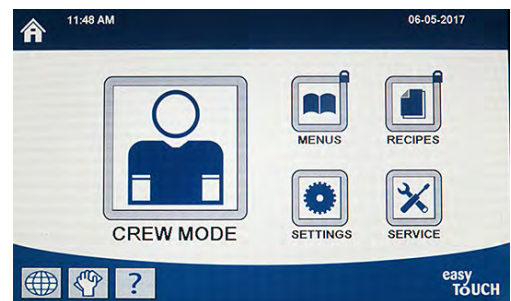 11:48 AM
06-05-2017
MENUS
RECIPES
CREW MODE
SETTINGS
SERVICE
?
easy
TOUCH